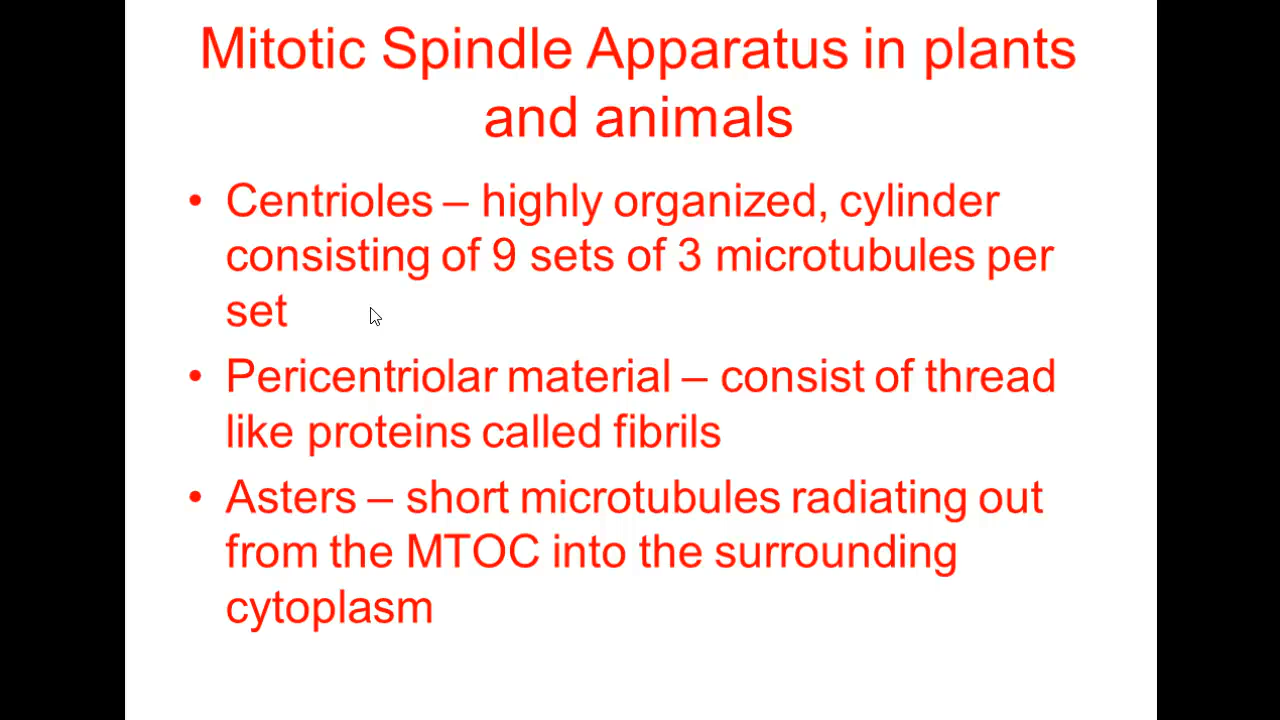 Mitotic Spindle Apparatus in plants
and animals
• Centrioles – highly organized, cylinder
consisting of 9 sets of 3 microtubules per
set
• Pericentriolar material – consist of thread
like proteins called fibrils
• Asters – short microtubules radiating out
from the MTOC into the surrounding
cytoplasm